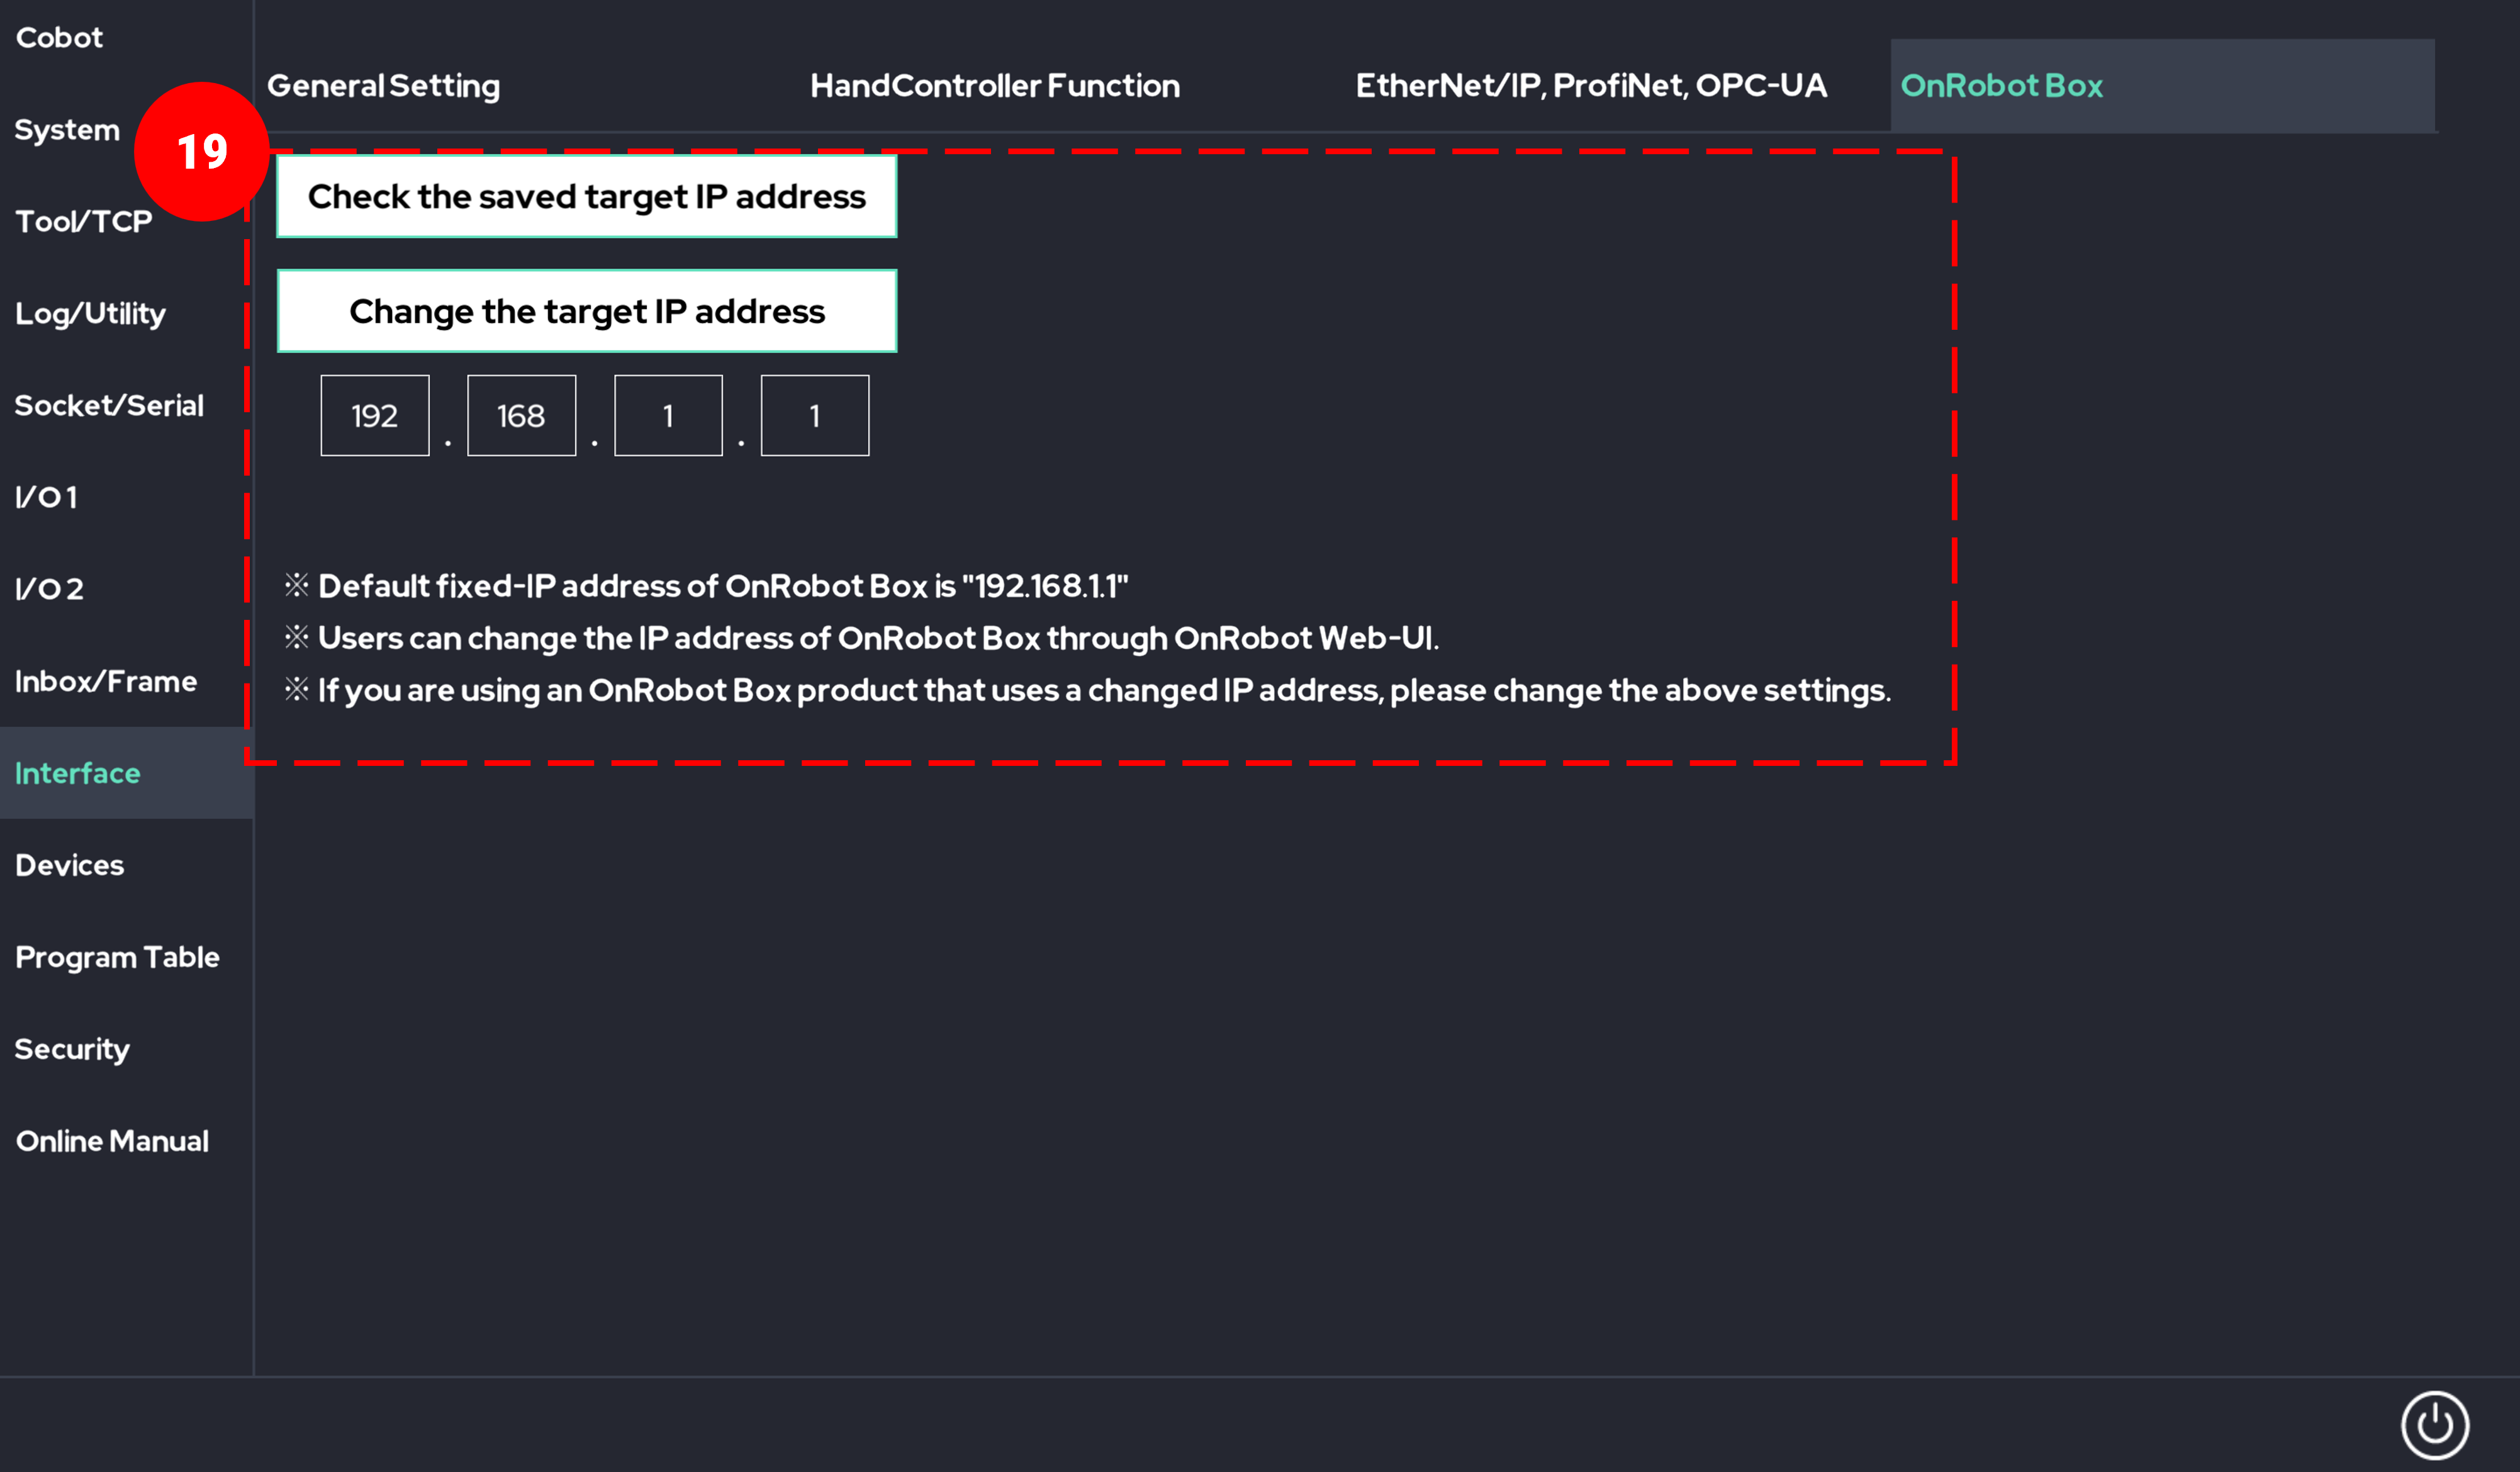 Cobot
System
Tool/TCP
Log/Utility
Socket/Serial
I/O 1
I/O 2
Inbox/Frame
Interface
Devices
Program Table
Security
Online Manual
General Setting
HandController Function
EtherNet/IP, ProfiNet, OPC-UA
OnRobot Box
19
Check the saved target IP address
Change the target IP address
192 . 168 . 1 . 1
※ Default fixed-IP address of OnRobot Box is "192.168.1.1"
※ Users can change the IP address of OnRobot Box through OnRobot Web-UI.
※ If you are using an OnRobot Box product that uses a changed IP address, please change the above settings.